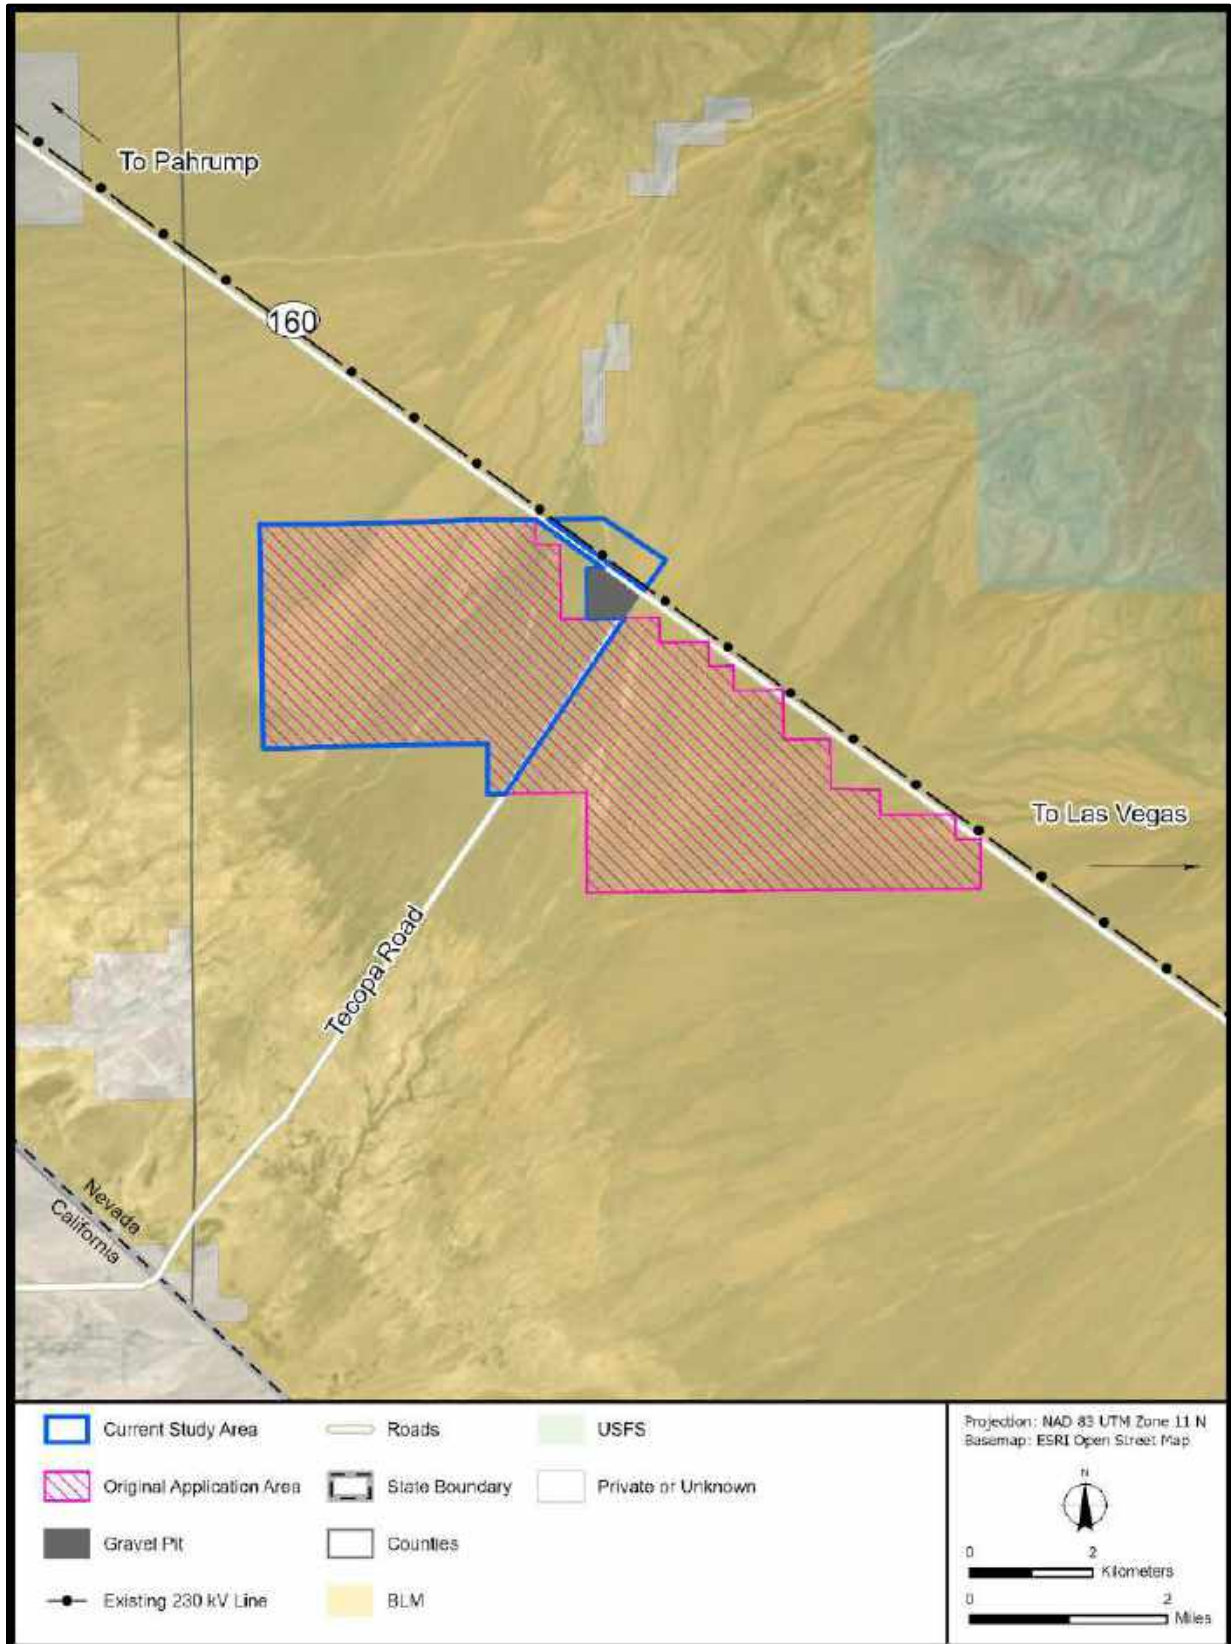 To Pahrump
160
To Las Vegas
Tecopa Road
Nevada
California
Current Study Area
Original Application Area
Gravel Pit
Existing 230 kV Line
Roads
State Boundary
Counties
BLM
USFS
Private or Unknown
Projection: NAD 83 UTM Zone 11 N
Basemap: ESRI Open Street Map
N
0 2
Kilometers
0 2
Miles